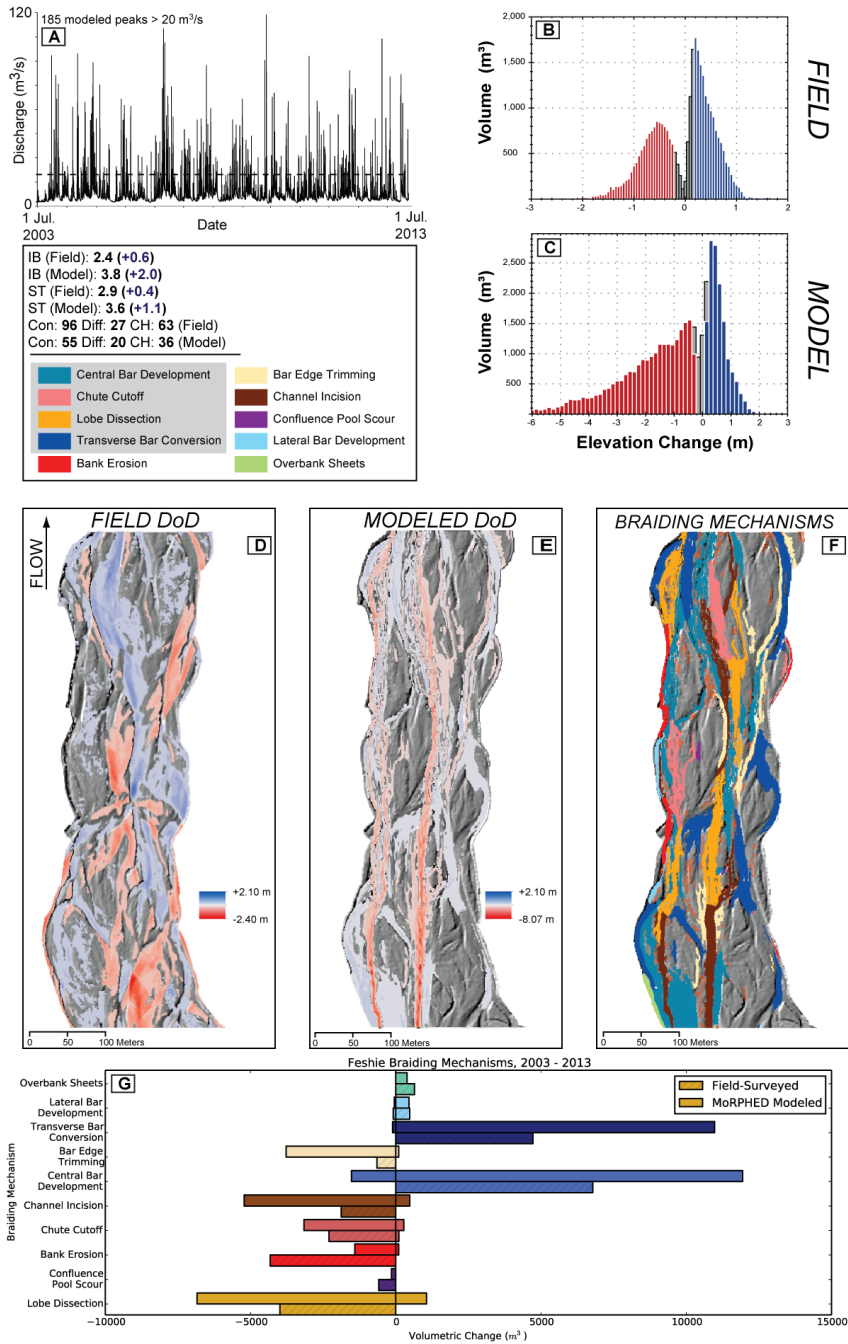 120
185 modeled peaks > 20 m³/s
A
Discharge (m³/s)
0
1 Jul.
2003
Date
1 Jul.
2013
IB (Field): 2.4 (+0.6)
IB (Model): 3.8 (+2.0)
ST (Field): 2.9 (+0.4)
ST (Model): 3.6 (+1.1)
Con: 96 Diff: 27 CH: 63 (Field)
Con: 55 Diff: 20 CH: 36 (Model)
Central Bar Development
Chute Cutoff
Lobe Dissection
Transverse Bar Conversion
Bank Erosion
Bar Edge Trimming
Channel Incision
Confluence Pool Scour
Lateral Bar Development
Overbank Sheets
B
FIELD
Volume (m³)
2,000
1,500
1,000
500
-3 -2 -1 0 1 2
C
MODEL
Volume (m³)
2,500
2,000
1,500
1,000
500
-6 -5 -4 -3 -2 -1 0 1 2 3
Elevation Change (m)
FIELD DoD
D
FLOW
+2.10 m
-2.40 m
0 50 100 Meters
MODELED DoD
E
+2.10 m
-8.07 m
0 50 100 Meters
BRAIDING MECHANISMS
F
0 50 100 Meters
Feshie Braiding Mechanisms, 2003 - 2013
G
Field-Surveyed
MoRPHED Modeled
Braiding Mechanism
Overbank Sheets
Lateral Bar
Development
Transverse Bar
Conversion
Bar Edge
Trimming
Central Bar
Development
Channel Incision
Chute Cutoff
Bank Erosion
Confluence
Pool Scour
Lobe Dissection
−10000 −5000 0 5000 10000 15000
Volumetric Change (m³)